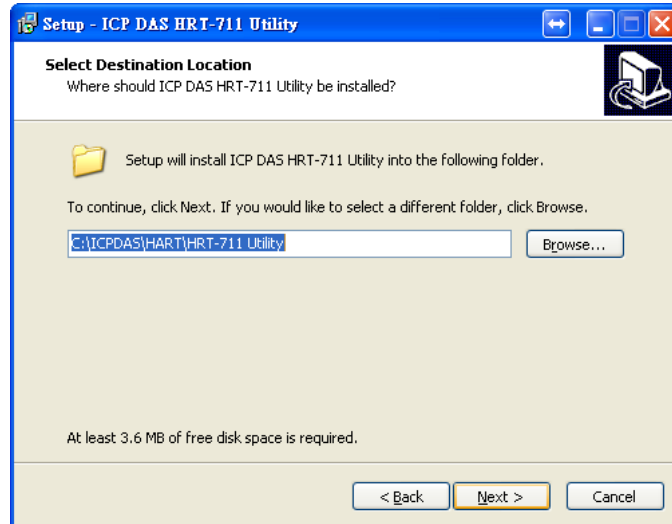 Setup - ICP DAS HRT-711 Utility
Select Destination Location
Where should ICP DAS HRT-711 Utility be installed?
Setup will install ICP DAS HRT-711 Utility into the following folder.
To continue, click Next. If you would like to select a different folder, click Browse.
C:\ICPDAS\HART\HRT-711 Utility
Browse...
At least 3.6 MB of free disk space is required.
< Back
Next >
Cancel